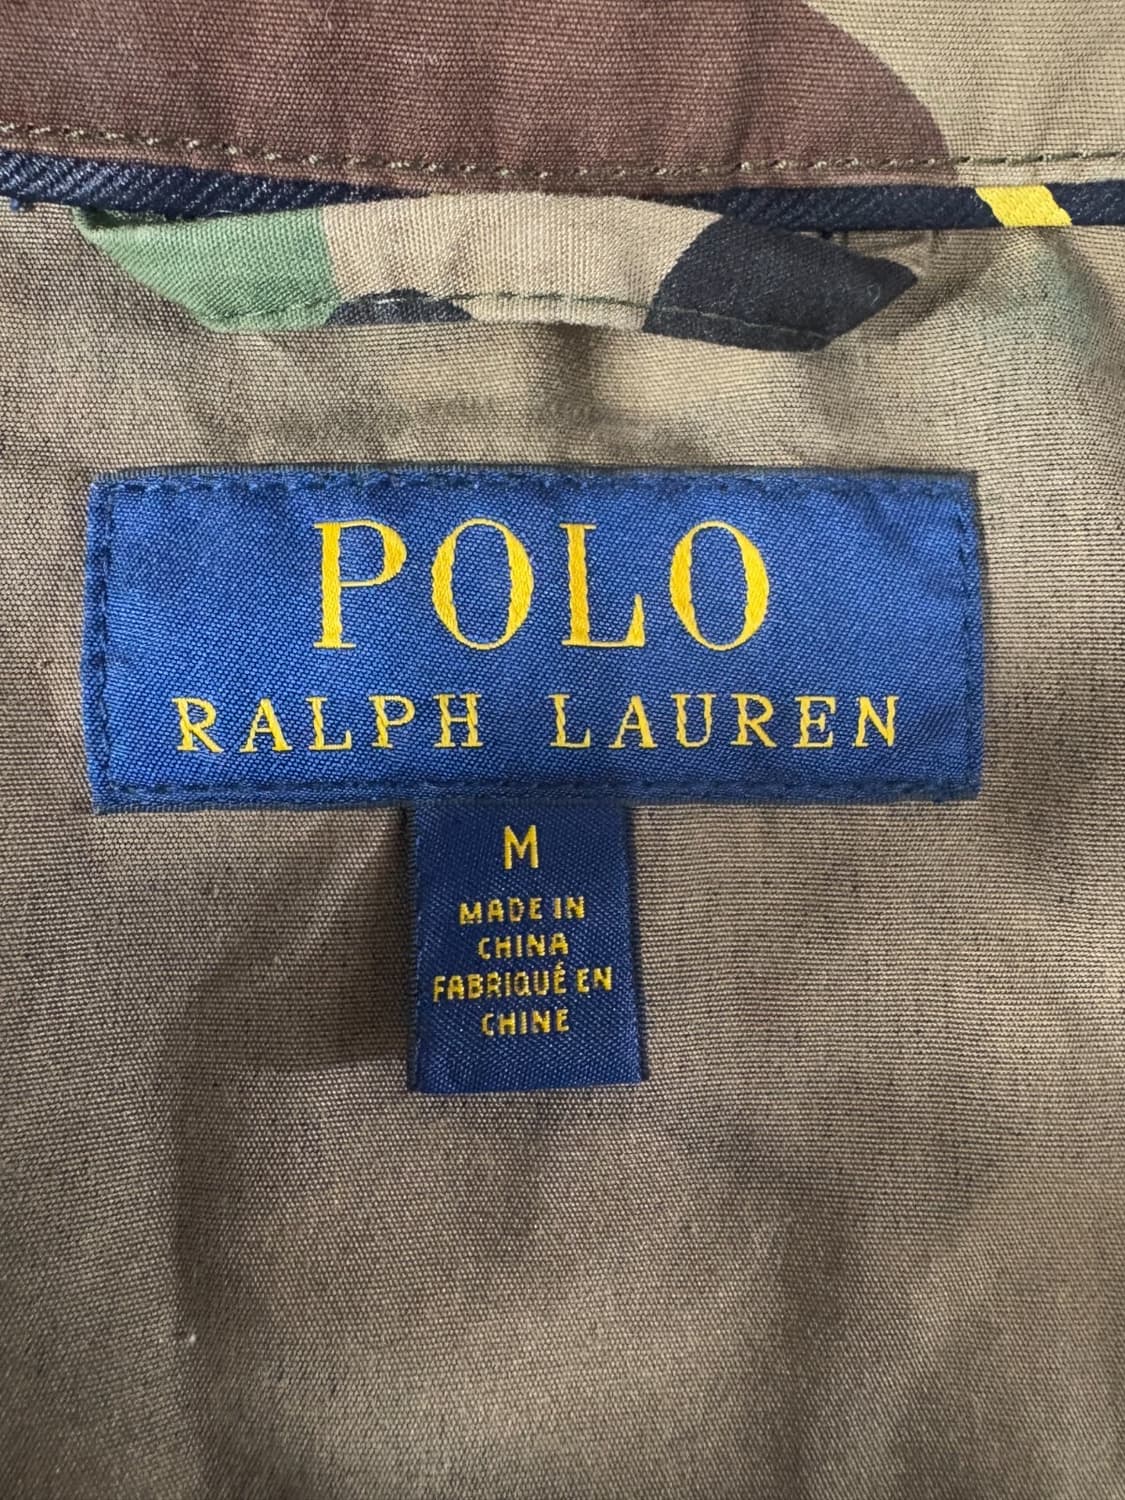 POLO
RALPH LAUREN
M
MADE IN
CHINA
FABRIQUÉ EN
CHINE